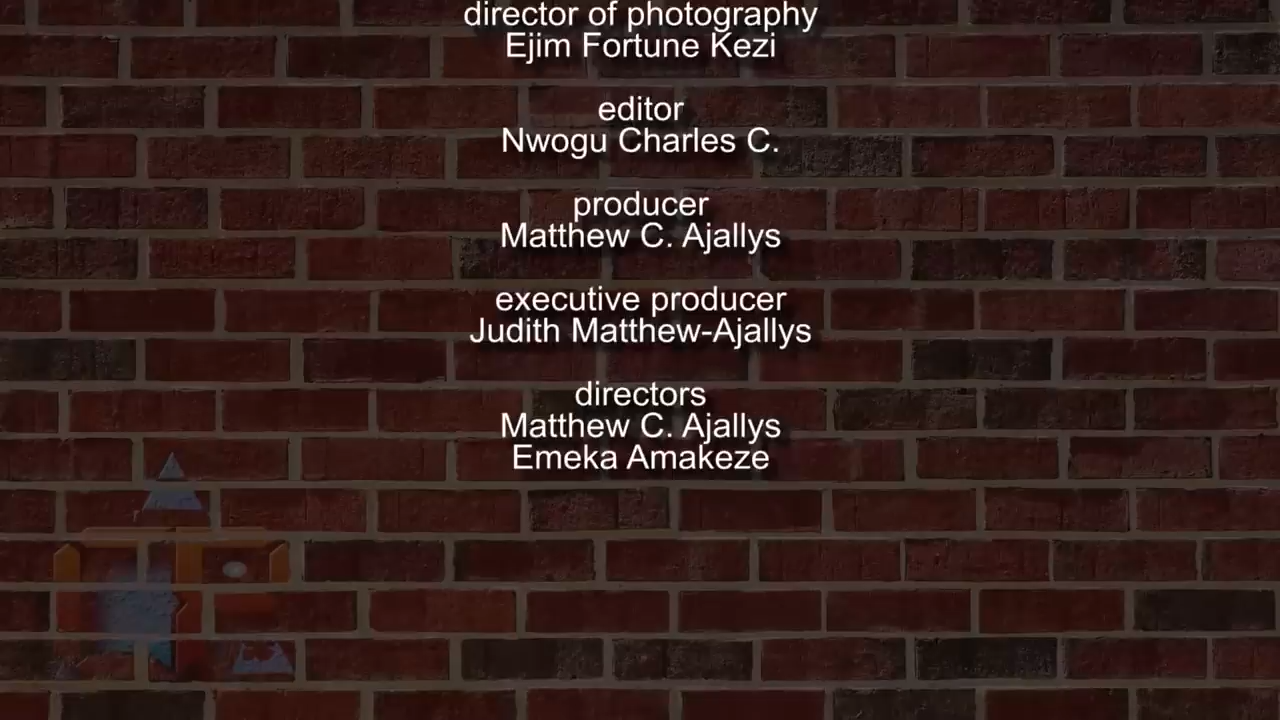 director of photography
Ejim Fortune Kezi
editor
Nwogu Charles C.
producer
Matthew C. Ajallys
executive producer
Judith Matthew-Ajallys
directors
Matthew C. Ajallys
Emeka Amakeze